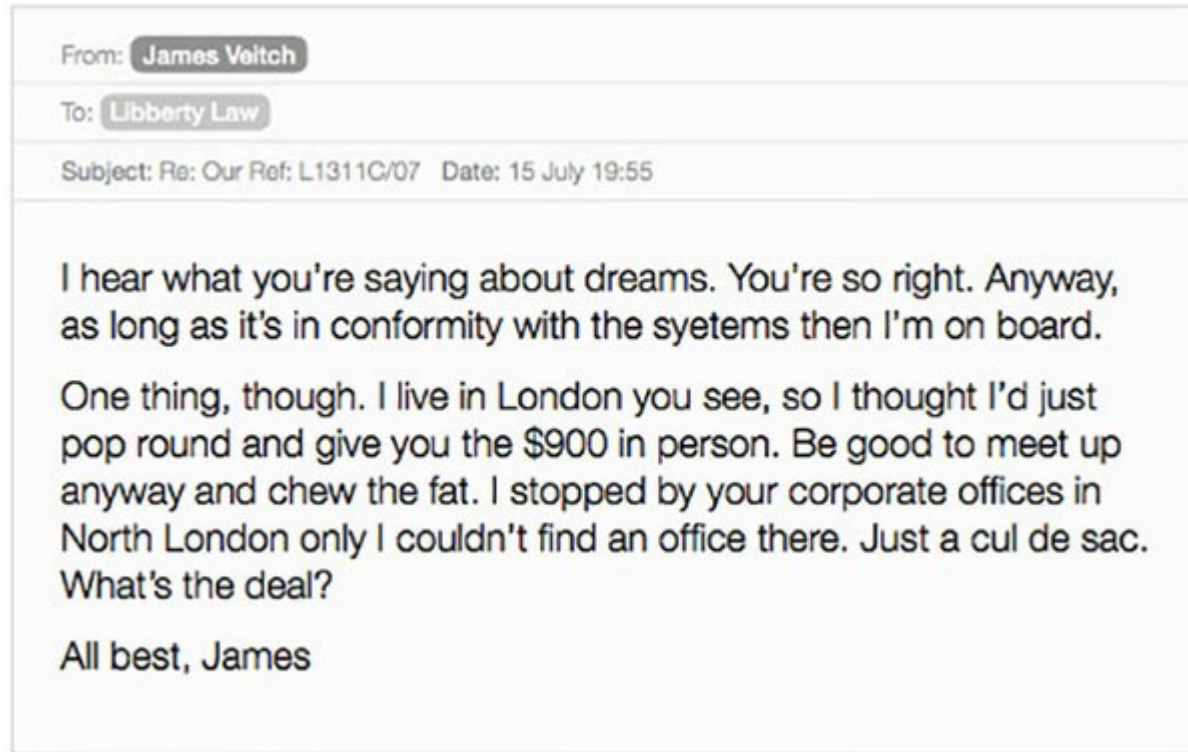 From: James Veitch
To: Libberty Law
Subject: Re: Our Ref: L1311C/07 Date: 15 July 19:55
I hear what you're saying about dreams. You're so right. Anyway,
as long as it's in conformity with the syetems then I'm on board.
One thing, though. I live in London you see, so I thought I'd just
pop round and give you the $900 in person. Be good to meet up
anyway and chew the fat. I stopped by your corporate offices in
North London only I couldn't find an office there. Just a cul de sac.
What's the deal?
All best, James